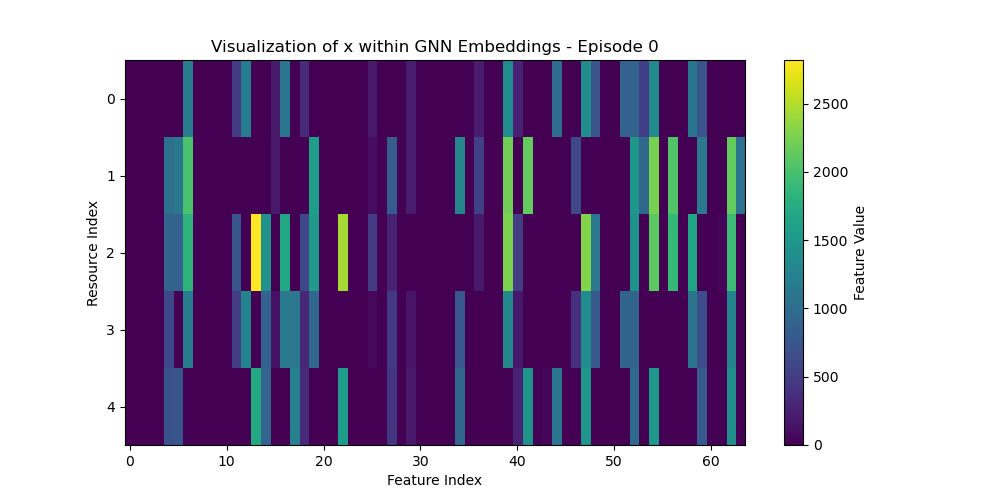 Visualization of x within GNN Embeddings - Episode 0
Resource Index
0
1
2
3
4
0 10 20 30 40 50 60
Feature Index
2500
2000
1500
1000
500
0
Feature Value